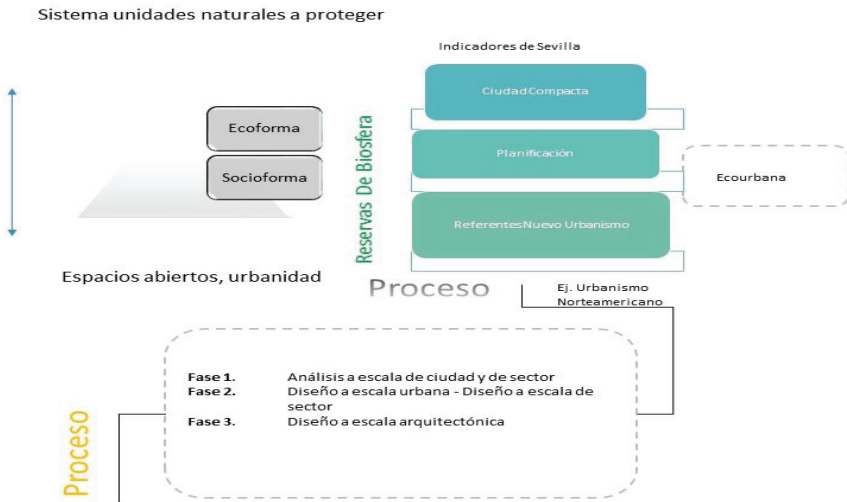 Sistema unidades naturales a proteger
Indicadores de Sevilla
Ciudad Compacta
Ecoforma
Socioforma
Reservas De Biosfera
Planificación
Ecourbana
Referentes Nuevo Urbanismo
Espacios abiertos, urbanidad
Proceso
Ej. Urbanismo
Norteamericano
Proceso
Fase 1. Análisis a escala de ciudad y de sector
Fase 2. Diseño a escala urbana - Diseño a escala de
sector
Fase 3. Diseño a escala arquitectónica